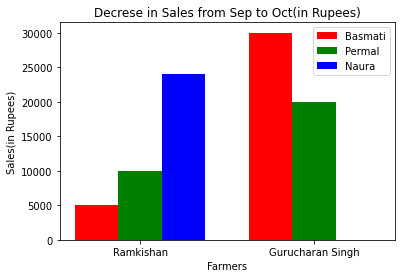 Decrese in Sales from Sep to Oct(in Rupees)
Basmati
Permal
Naura
Sales(in Rupees)
30000
25000
20000
15000
10000
5000
0
Ramkishan
Gurucharan Singh
Farmers